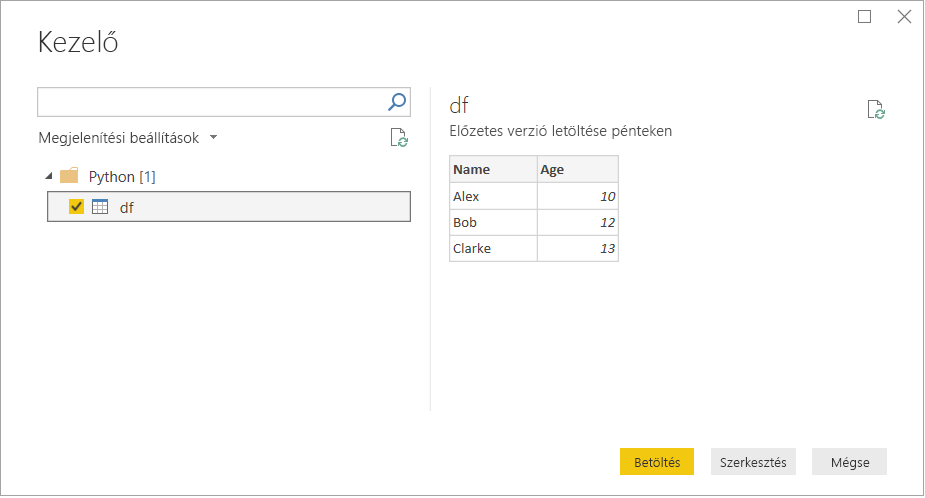 Kezelő
Megjelenítési beállítások
Python [1]
df
df
Előzetes verzió letöltése pénteken
Name Age
Alex 10
Bob 12
Clarke 13
Betöltés Szerkesztés Mégse